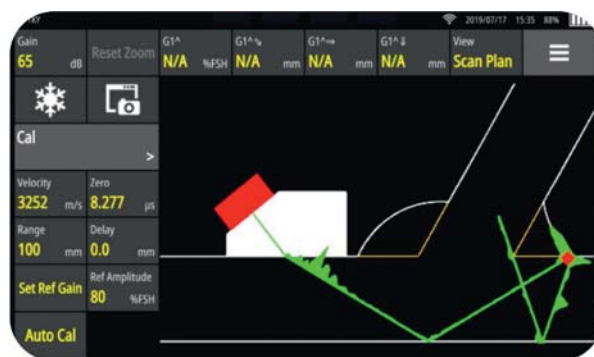 2019/07/17 15:35 88%
Gain
65 dB
Reset Zoom
G1^
N/A %FSH
G1^⇘
N/A mm
G1^⇒
N/A mm
G1^⇩
N/A mm
View
Scan Plan
Cal
>
Velocity
3252 m/s
Zero
8.277 µs
Range
100 mm
Delay
0.0 mm
Set Ref Gain
Ref Amplitude
80 %FSH
Auto Cal